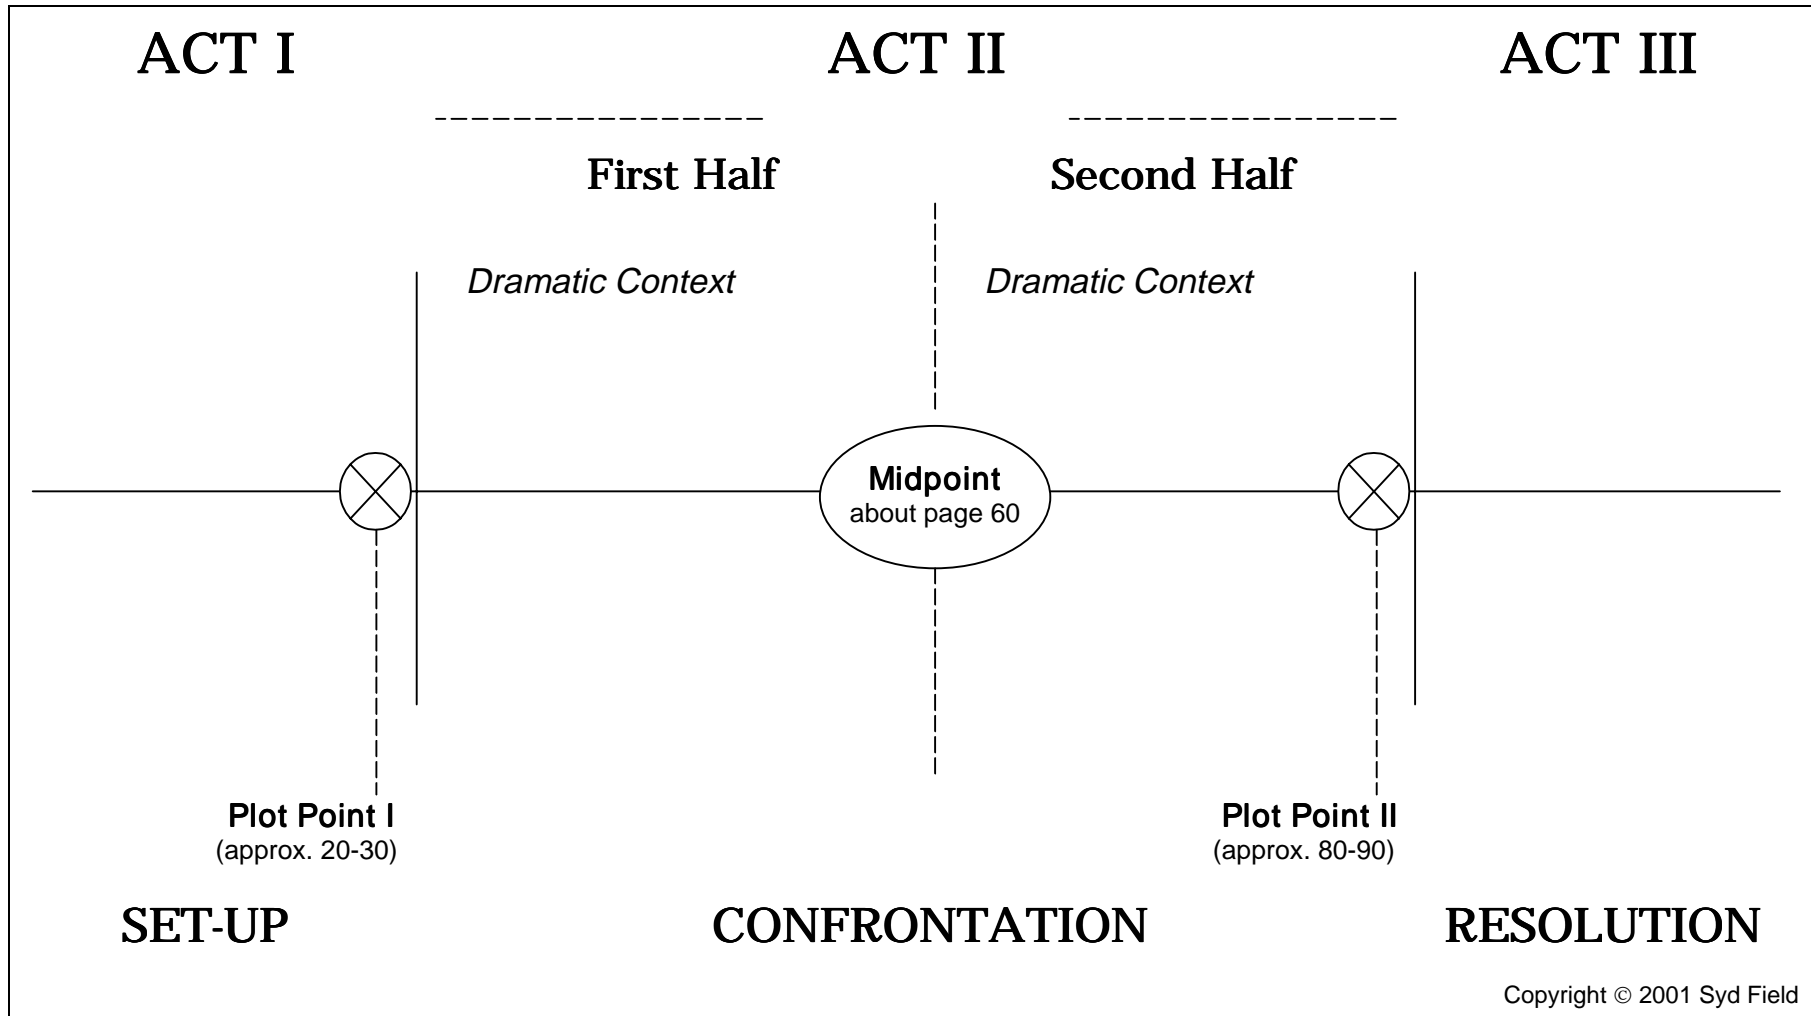 ACT I
ACT II
ACT III
First Half
Second Half
Dramatic Context
Dramatic Context
Midpoint
about page 60
Plot Point I
(approx. 20-30)
Plot Point II
(approx. 80-90)
SET-UP
CONFRONTATION
RESOLUTION
Copyright © 2001 Syd Field